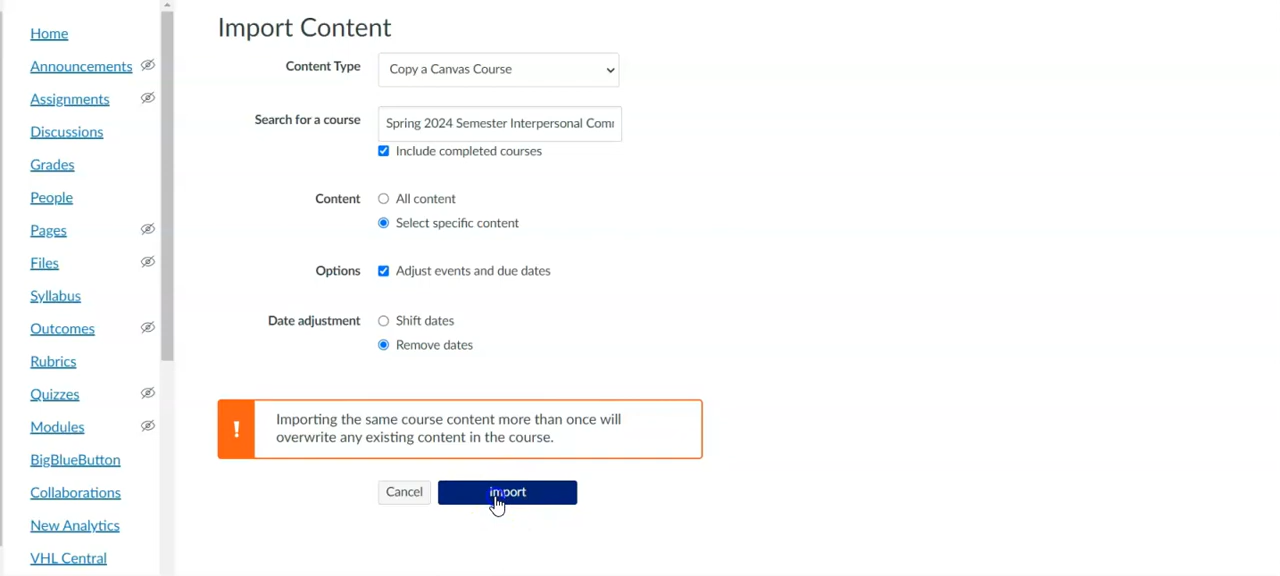 Import Content
Home
Announcements
Assignments
Discussions
Grades
People
Pages
Files
Syllabus
Outcomes
Rubrics
Quizzes
Modules
BigBlueButton
Collaborations
New Analytics
VHL Central
Content Type
Copy a Canvas Course
Search for a course
Spring 2024 Semester Interpersonal
Include completed courses
Content
All content
Select specific content
Options
Adjust events and due dates
Date adjustment
Shift dates
Remove dates
!
Importing the same course content more than once will
overwrite any existing content in the course.
Cancel
Import